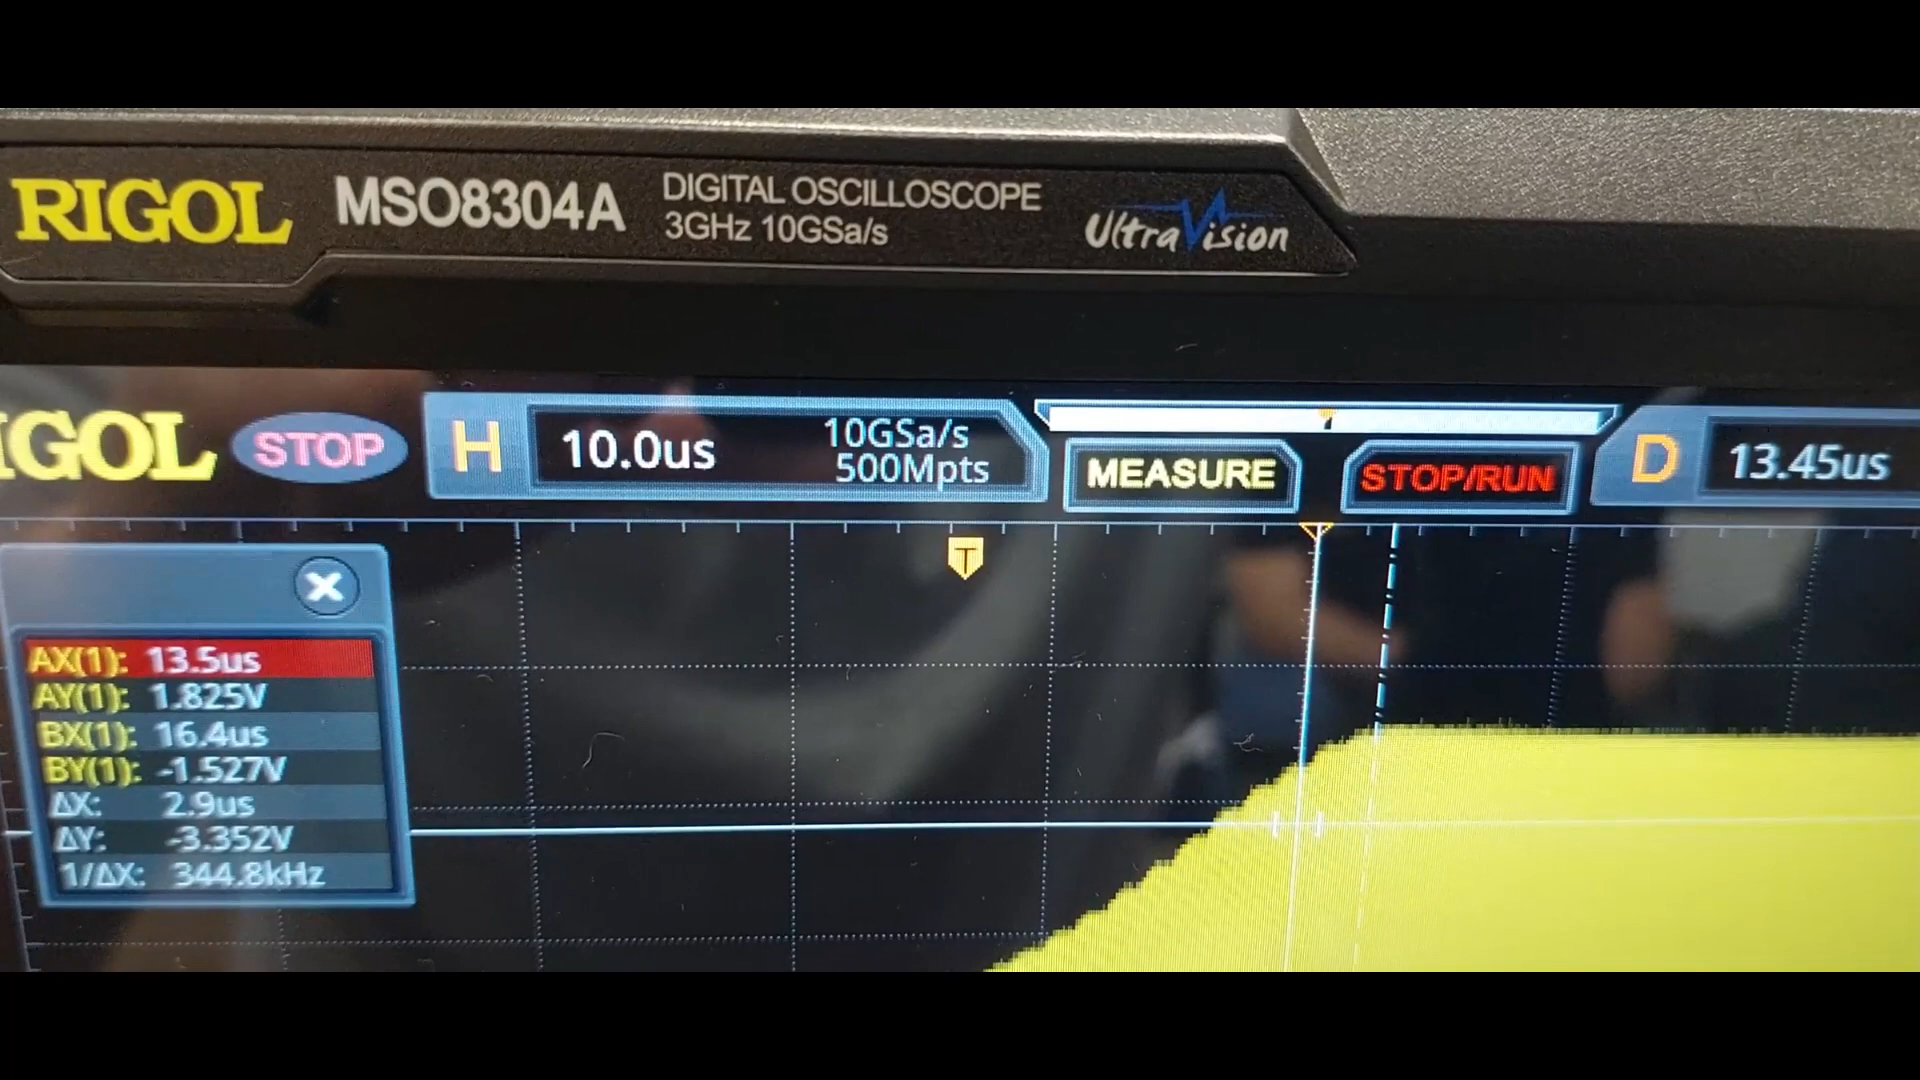 RIGOL MSO8304A DIGITAL OSCILLOSCOPE
3GHz 10GSa/s
UltraVision
IGOL STOP H 10.0us 10GSa/s
500Mpts
MEASURE STOP/RUN D 13.45us
T
AX(1): 13.5us
AY(1): 1.825V
BX(1): 16.4us
BY(1): -1.527V
ΔX: 2.9us
ΔY: -3.352V
1/ΔX: 344.8kHz